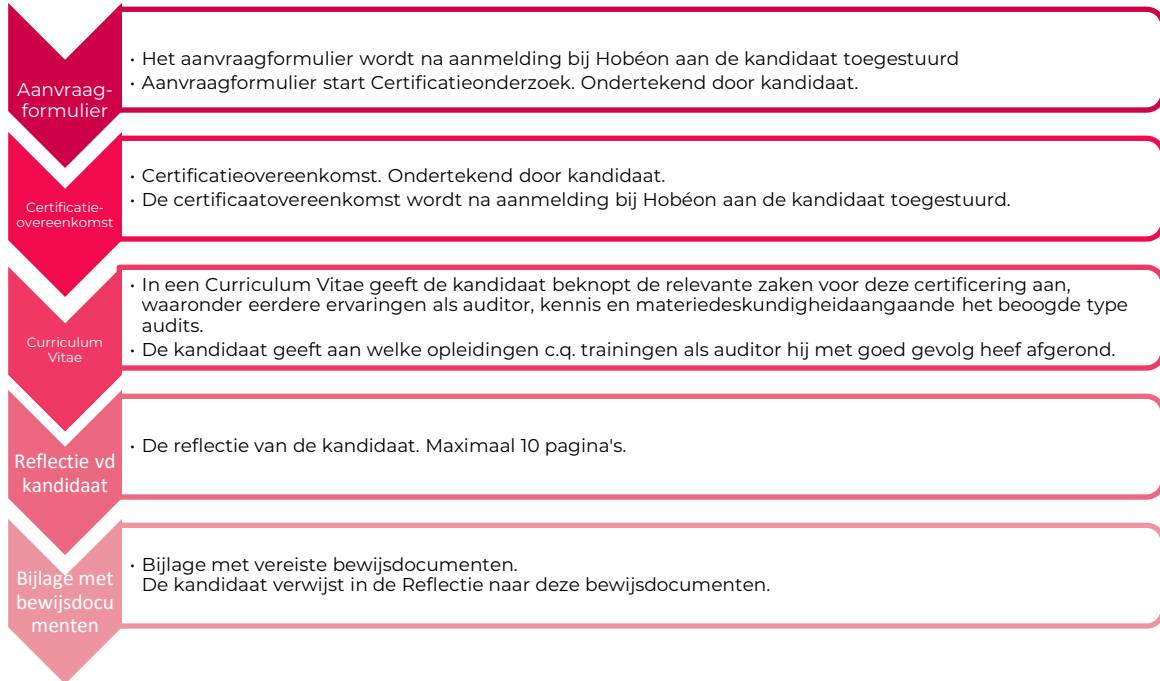 Aanvraag-
formulier
· Het aanvraagformulier wordt na aanmelding bij Hobéon aan de kandidaat toegestuurd
· Aanvraagformulier start Certificatieonderzoek. Ondertekend door kandidaat.
Certificatie-
overeenkomst
· Certificatieovereenkomst. Ondertekend door kandidaat.
· De certificaatovereenkomst wordt na aanmelding bij Hobéon aan de kandidaat toegestuurd.
Curriculum
Vitae
· In een Curriculum Vitae geeft de kandidaat beknopt de relevante zaken voor deze certificering aan,
waaronder eerdere ervaringen als auditor, kennis en materiedeskundigheidaangaande het beoogde type
audits.
· De kandidaat geeft aan welke opleidingen c.q. trainingen als auditor hij met goed gevolg heef afgerond.
Reflectie vd
kandidaat
· De reflectie van de kandidaat. Maximaal 10 pagina's.
Bijlage met
bewijsdocu
menten
· Bijlage met vereiste bewijsdocumenten.
De kandidaat verwijst in de Reflectie naar deze bewijsdocumenten.